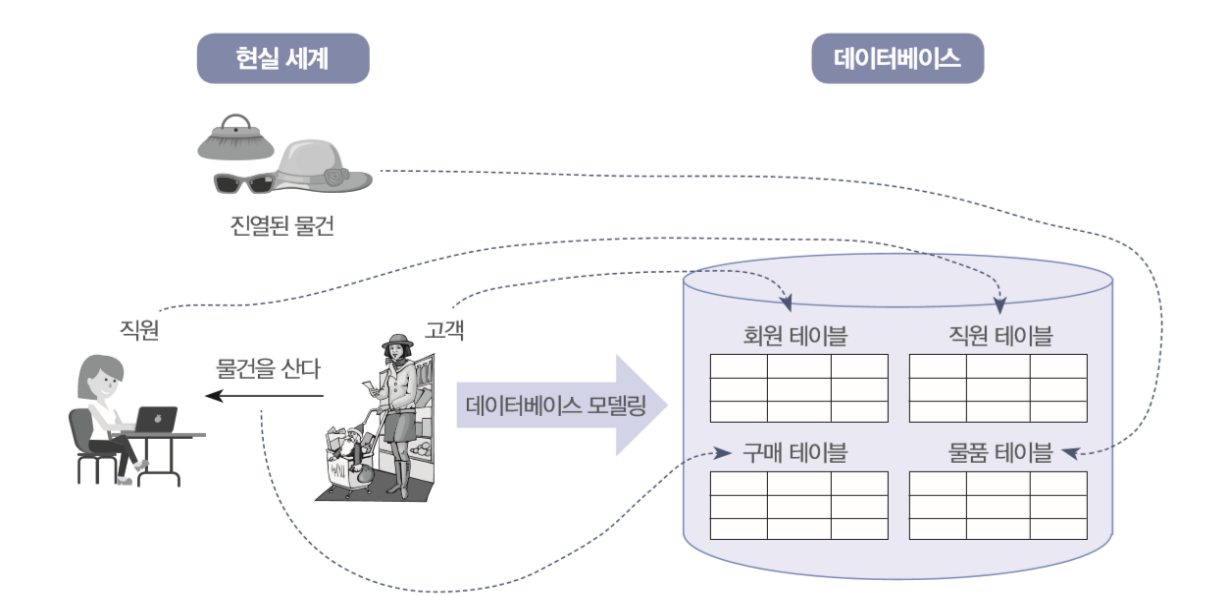 현실 세계
데이터베이스
진열된 물건
직원
고객
물건을 산다
데이터베이스 모델링
회원 테이블
직원 테이블
구매 테이블
물품 테이블